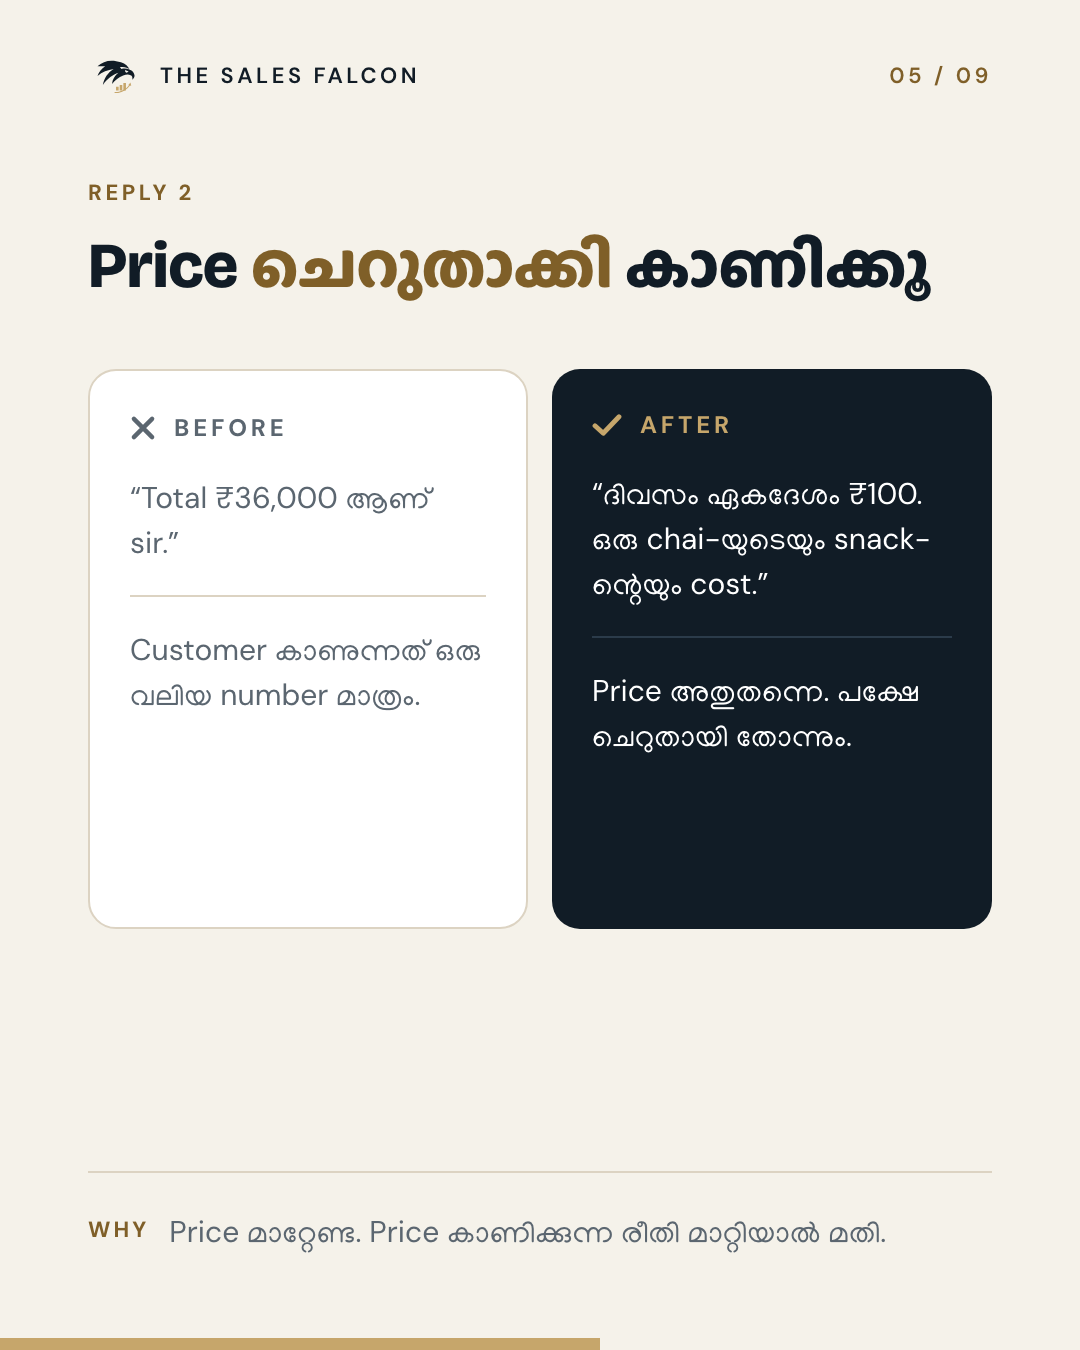 THE SALES FALCON
05 / 09
REPLY 2
Price ചെറുതാക്കി കാണിക്കൂ
BEFORE
“Total ₹36,000 ആണ്
sir.”
Customer കാണുന്നത് ഒരു
വലിയ number മാത്രം.
AFTER
“ദിവസം ഏകദേശം ₹100.
ഒരു chai-യുടെയും snack-
ന്റെയും cost.”
Price അതുതന്നെ. പക്ഷേ
ചെറുതായി തോന്നും.
WHY Price മാറ്റേണ്ട. Price കാണിക്കുന്ന രീതി മാറ്റിയാൽ മതി.